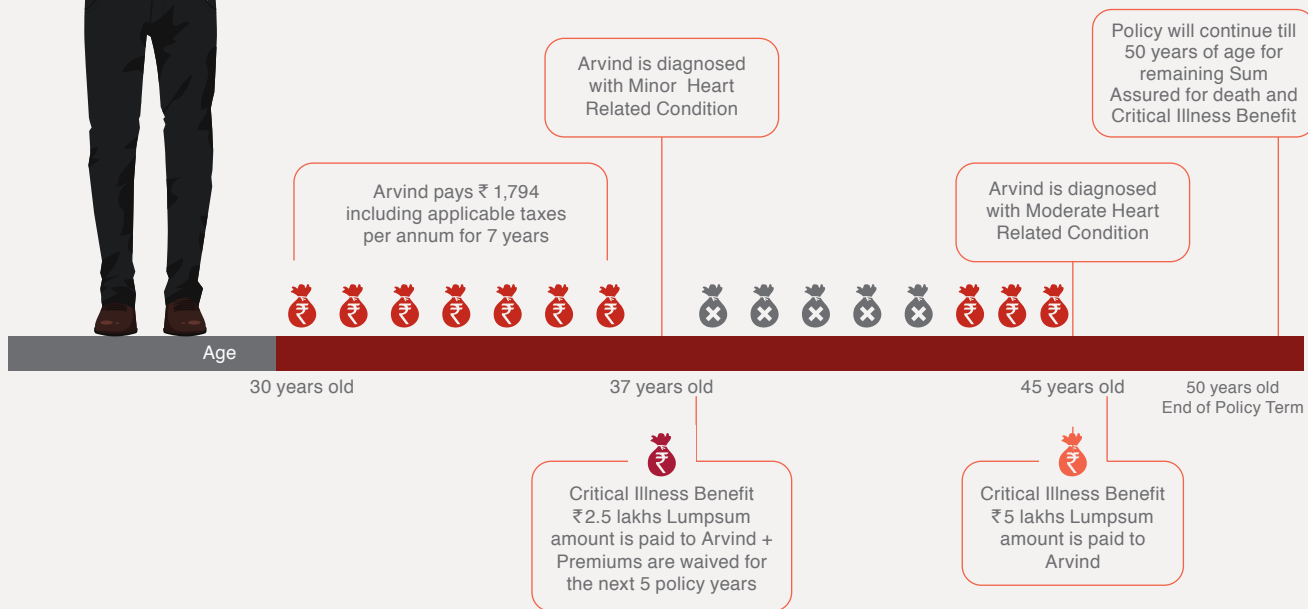 Policy will continue till
50 years of age for
remaining Sum
Assured for death and
Critical Illness Benefit
Arvind is diagnosed
with Minor Heart
Related Condition
Arvind pays ₹ 1,794
including applicable taxes
per annum for 7 years
Arvind is diagnosed
with Moderate Heart
Related Condition
₹ ₹ ₹ ₹ ₹ ₹ ₹ ₹ ₹ ₹
Age
30 years old
37 years old
45 years old
50 years old
End of Policy Term
₹
Critical Illness Benefit
₹2.5 lakhs Lumpsum
amount is paid to Arvind +
Premiums are waived for
the next 5 policy years
₹
Critical Illness Benefit
₹5 lakhs Lumpsum
amount is paid to
Arvind